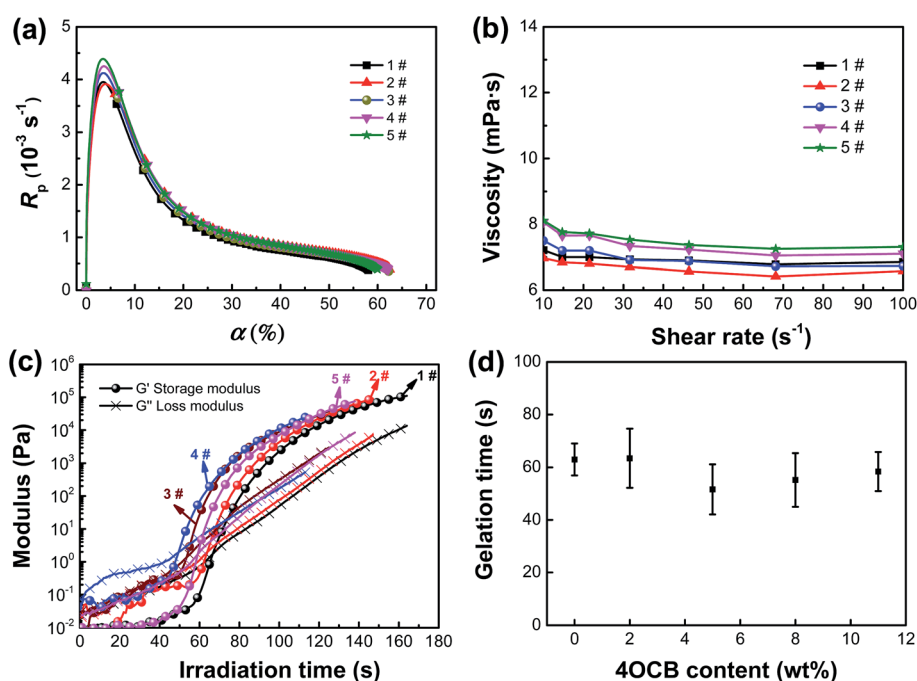 (a)
5
4
3
2
1
0
0 10 20 30 40 50 60 70
R_p (10⁻³ s⁻¹)
α (%)
1 #
2 #
3 #
4 #
5 #
(b)
16
14
12
10
8
6
10 20 30 40 50 60 70 80 90 100
Viscosity (mPa·s)
Shear rate (s⁻¹)
1 #
2 #
3 #
4 #
5 #
(c)
10⁶
10⁵
10⁴
10³
10²
10¹
10⁰
10⁻¹
10⁻²
0 20 40 60 80 100 120 140 160 180
Modulus (Pa)
Irradiation time (s)
G' Storage modulus
G'' Loss modulus
5 #
2 #
1 #
4 #
3 #
(d)
100
80
60
40
20
0
0 2 4 6 8 10 12
Gelation time (s)
4OCB content (wt%)